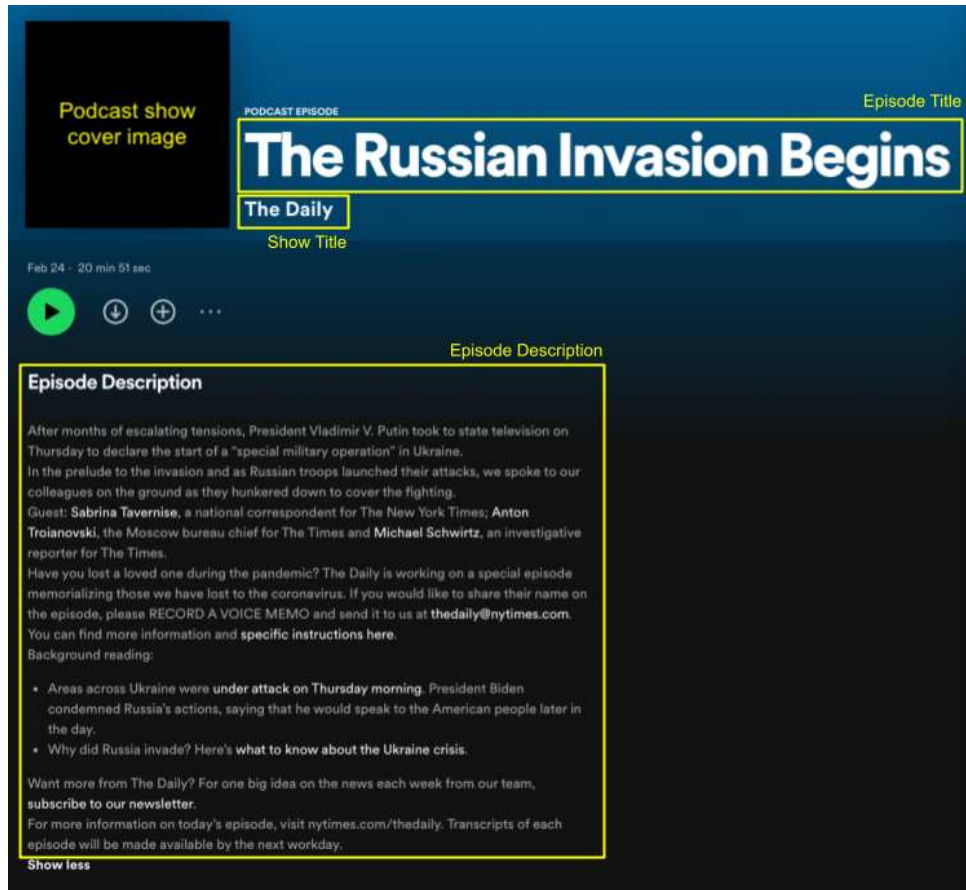 Podcast show
cover image
PODCAST EPISODE
Episode Title
The Russian Invasion Begins
The Daily
Show Title
Feb 24 · 20 min 51 sec
Episode Description
Episode Description
After months of escalating tensions, President Vladimir V. Putin took to state television on
Thursday to declare the start of a “special military operation” in Ukraine.
In the prelude to the invasion and as Russian troops launched their attacks, we spoke to our
colleagues on the ground as they hunkered down to cover the fighting.
Guest: Sabrina Tavernise, a national correspondent for The New York Times; Anton
Troianovski, the Moscow bureau chief for The Times and Michael Schwirtz, an investigative
reporter for The Times.
Have you lost a loved one during the pandemic? The Daily is working on a special episode
memorializing those we have lost to the coronavirus. If you would like to share their name on
the episode, please RECORD A VOICE MEMO and send it to us at thedaily@nytimes.com.
You can find more information and specific instructions here.
Background reading:
• Areas across Ukraine were under attack on Thursday morning. President Biden
condemned Russia’s actions, saying that he would speak to the American people later in
the day.
• Why did Russia invade? Here’s what to know about the Ukraine crisis.
Want more from The Daily? For one big idea on the news each week from our team,
subscribe to our newsletter.
For more information on today’s episode, visit nytimes.com/thedaily. Transcripts of each
episode will be made available by the next workday.
Show less